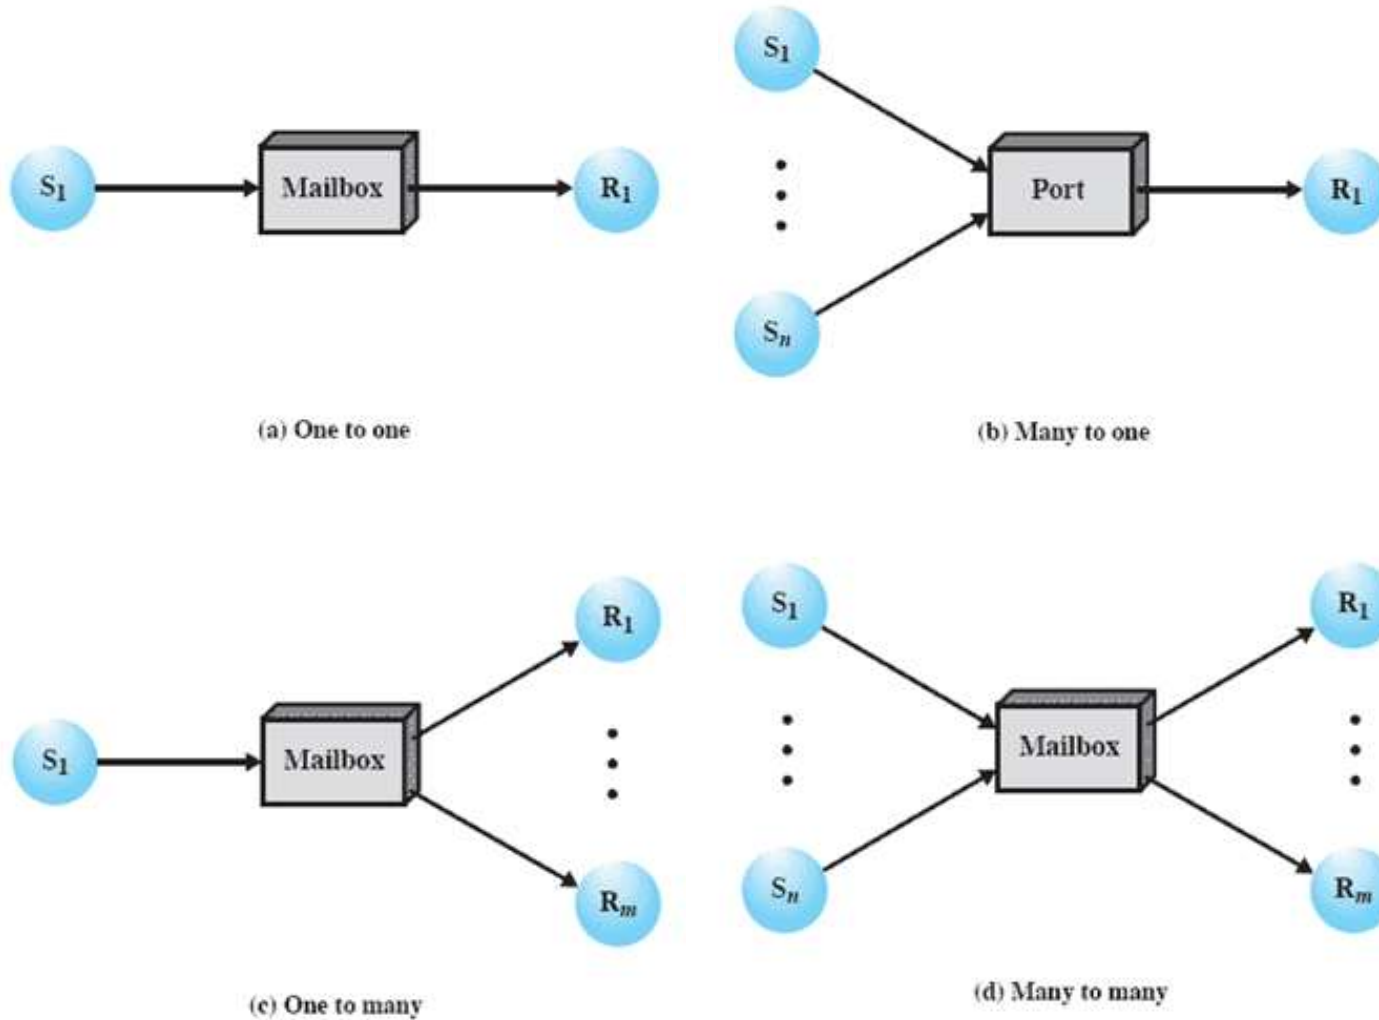 S1
Mailbox
R1
(a) One to one
S1
Sn
Port
R1
(b) Many to one
S1
Mailbox
R1
Rm
(c) One to many
S1
Sn
Mailbox
R1
Rm
(d) Many to many